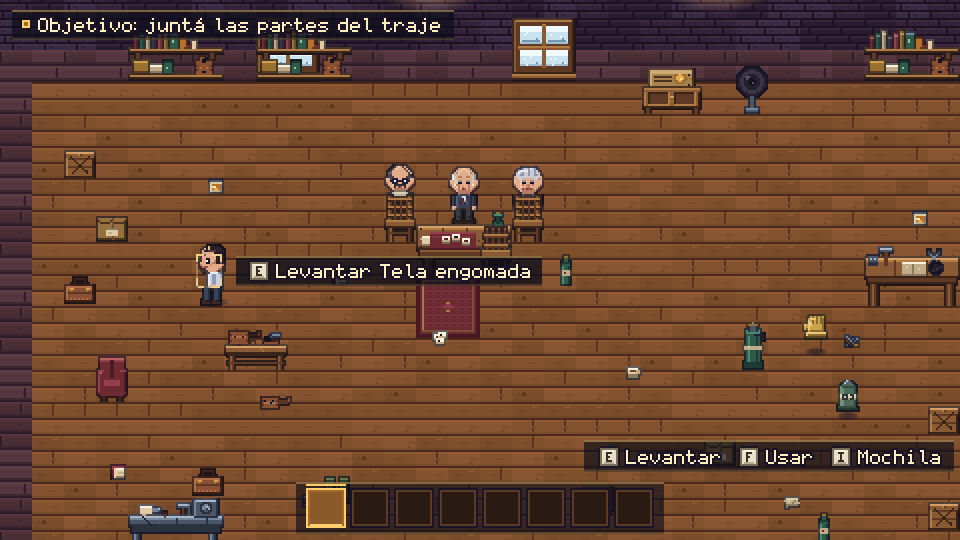 Objetivo: juntá las partes del traje
E Levantar Tela engomada
E Levantar F Usar I Mochila